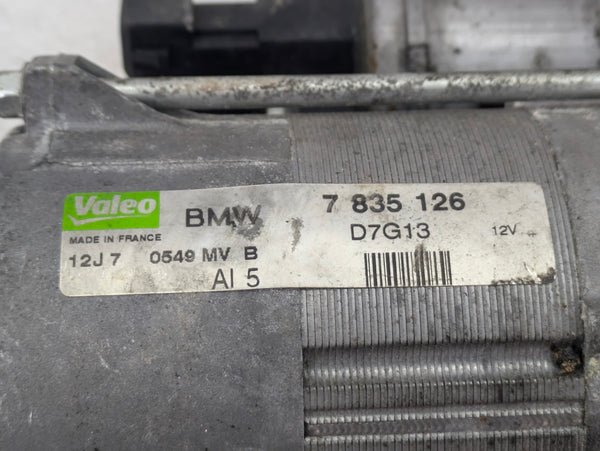 Valeo BMW 7 835 126
MADE IN FRANCE D7G13 12V
12J 7 0549 MV B
AI 5